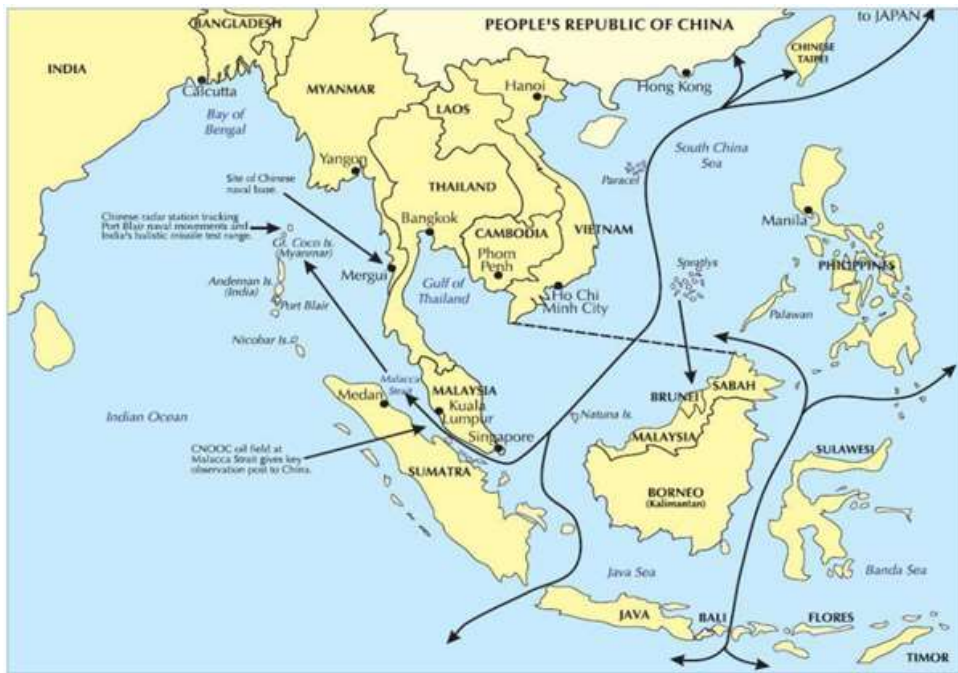 PEOPLE'S REPUBLIC OF CHINA
to JAPAN
BANGLADESH
CHINESE
TAIPEI
INDIA
Calcutta
MYANMAR
Hanoi
Hong Kong
LAOS
Bay of
Bengal
South China
Sea
Yangon
Paracel
Site of Chinese
naval base.
THAILAND
Chinese radar station tracking
Port Blair naval movements and
India's balistic missile test range.
Bangkok
VIETNAM
Manila
CAMBODIA
Gt. Coco Is.
(Myanmar)
Phom
Penh
Spratlys
PHILIPPINES
Mergui
Gulf of
Thailand
Andeman Is.
(India)
Port Blair
Ho Chi
Minh City
Palawan
Nicobar Is.
Malacca
Strait
MALAYSIA
SABAH
Medan
BRUNEI
Kuala
Lumpur
Natuna Is.
Indian Ocean
Singapore
MALAYSIA
CNOOC oil field at
Malacca Strait gives key
observation post to China.
SULAWESI
SUMATRA
BORNEO
(Kalimantan)
Java Sea
Banda Sea
JAVA
BALI
FLORES
TIMOR